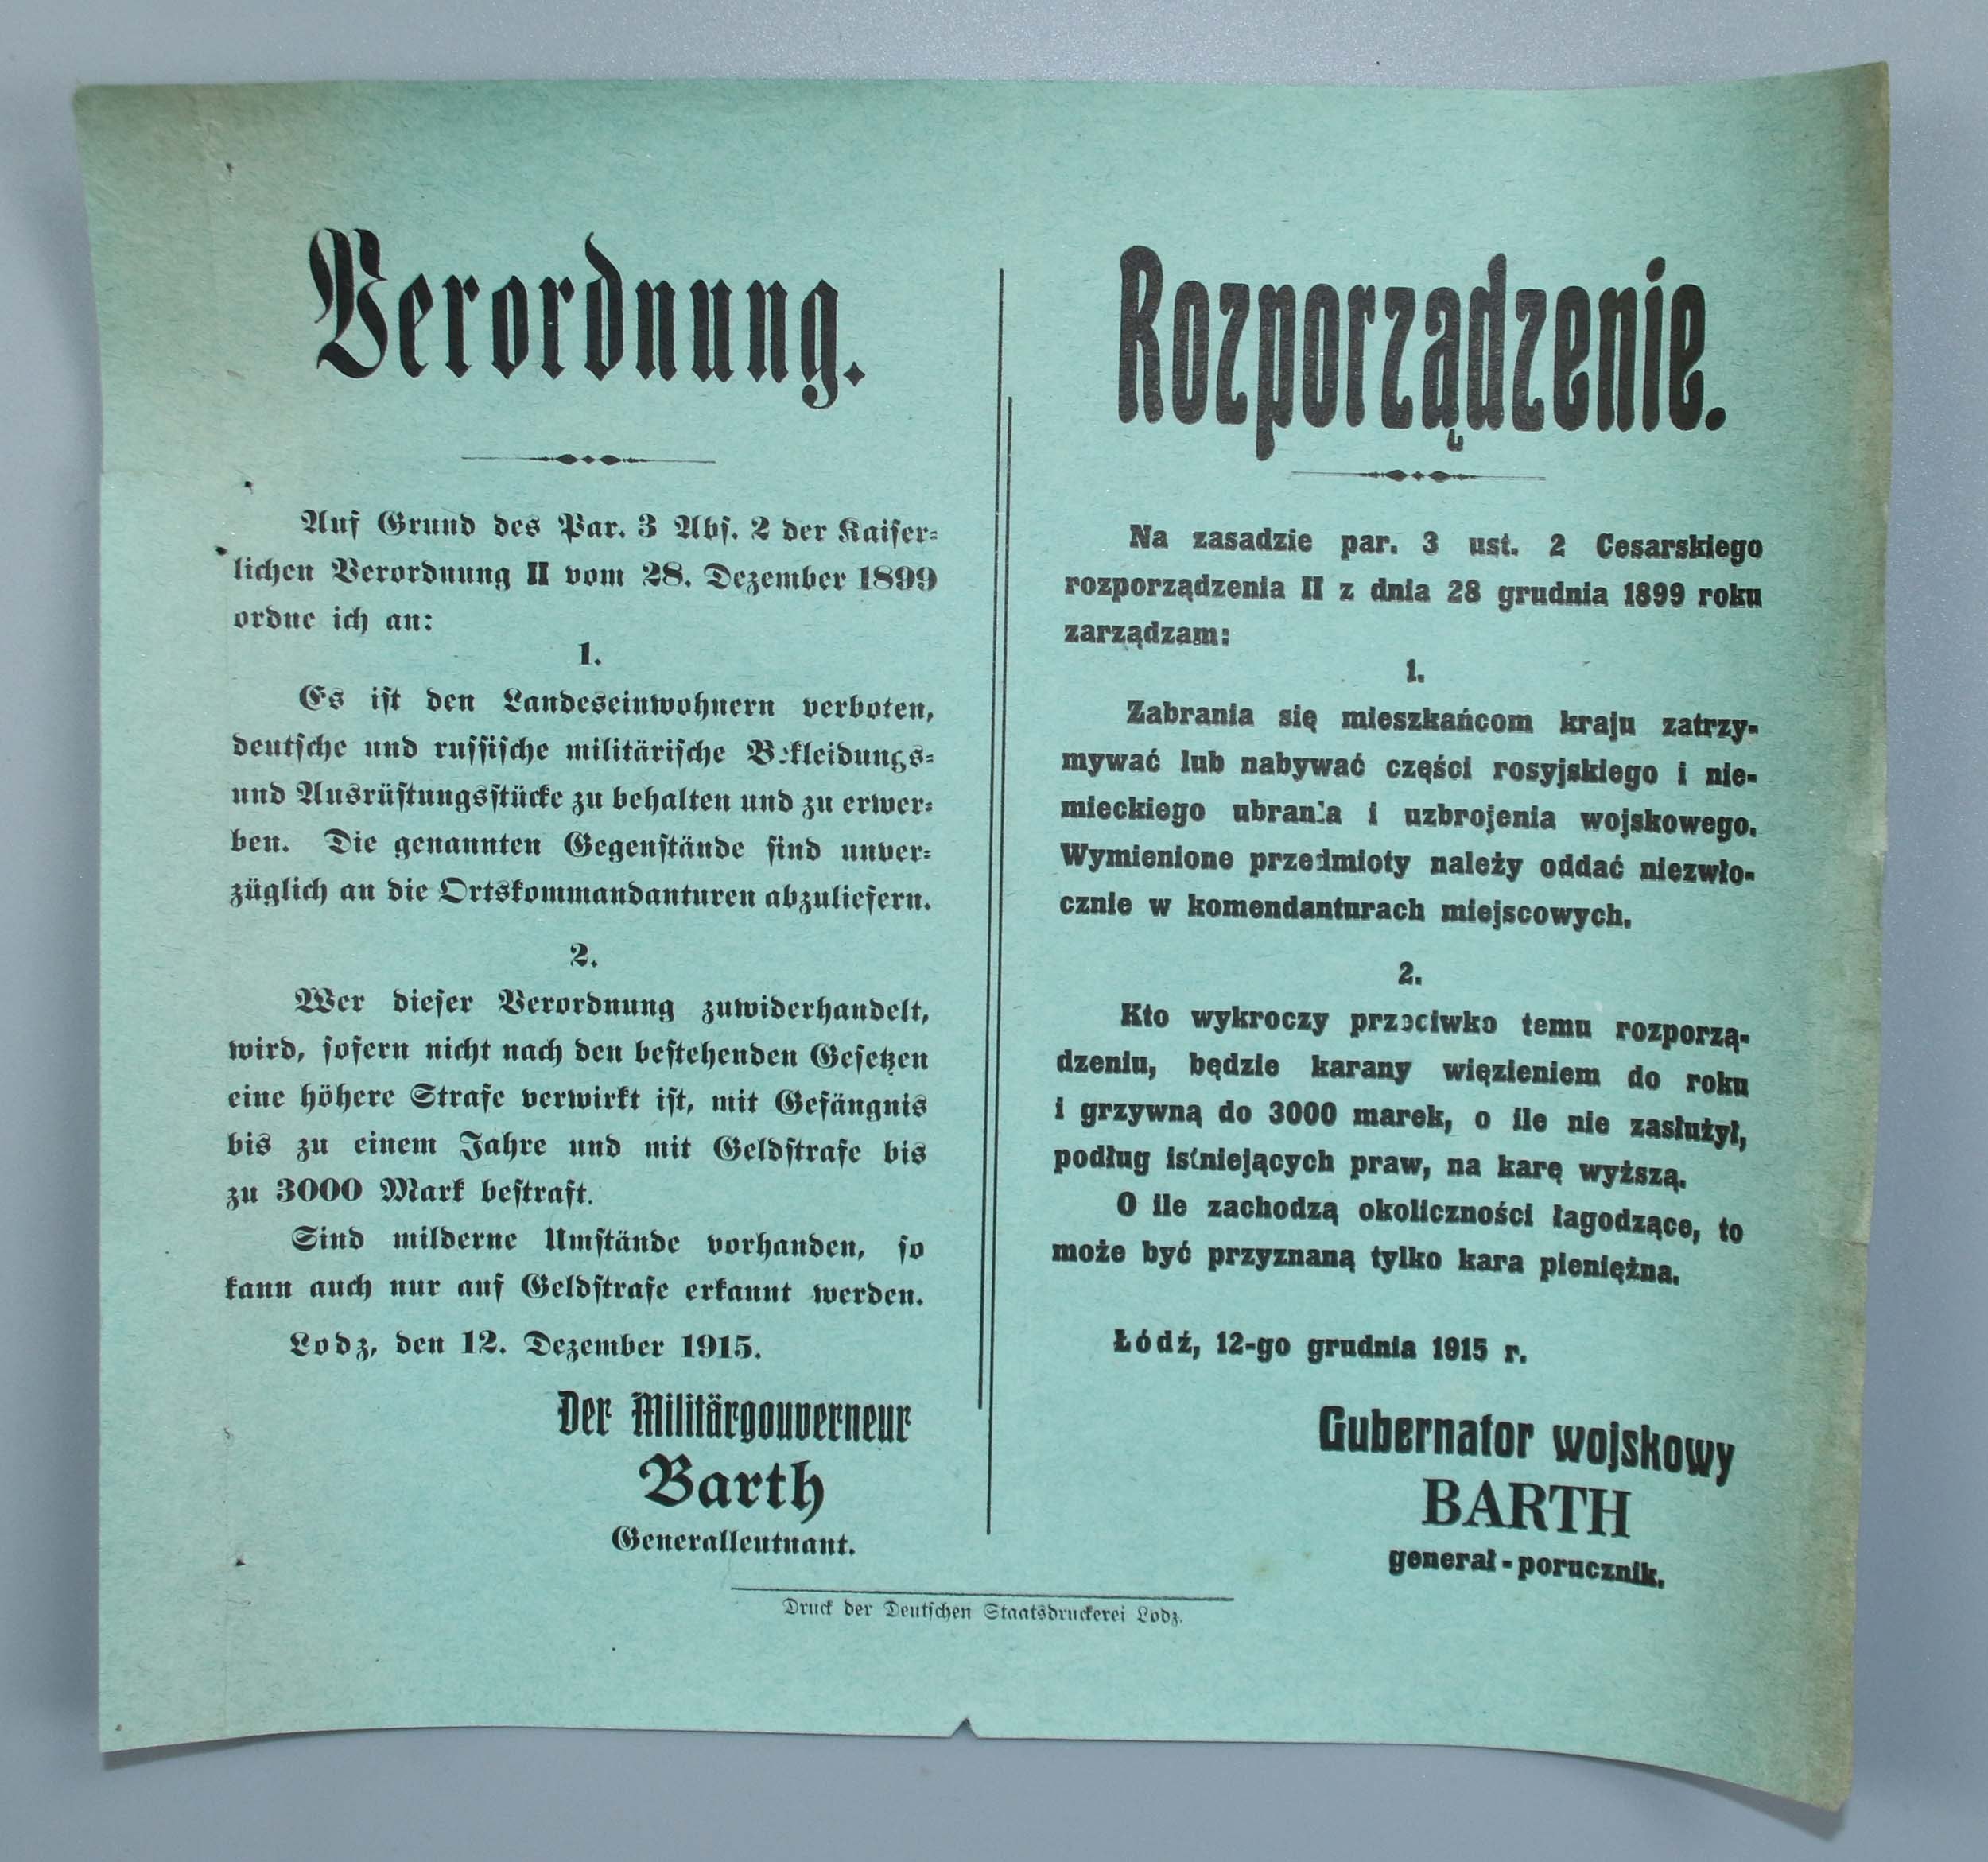 Verordnung.
Auf Grund des Par. 3 Abs. 2 der Kaiser-
lichen Verordnung II vom 28. Dezember 1899
ordne ich an:
1.
Es ist den Landeseinwohnern verboten,
deutsche und russische militärische Bekleidungs-
und Ausrüstungsstücke zu behalten und zu erwer-
ben. Die genannten Gegenstände sind unver-
züglich an die Ortskommandanturen abzuliefern.
2.
Wer dieser Verordnung zuwiderhandelt,
wird, sofern nicht nach den bestehenden Gesetzen
eine höhere Strafe verwirkt ist, mit Gefängnis
bis zu einem Jahre und mit Geldstrafe bis
zu 3000 Mark bestraft.
Sind milderne Umstände vorhanden, so
kann auch nur auf Geldstrafe erkannt werden.
Lodz, den 12. Dezember 1915.
Der Militärgouverneur
Barth
Generalleutnant.
Rozporządzenie.
Na zasadzie par. 3 ust. 2 Cesarskiego
rozporządzenia II z dnia 28 grudnia 1899 roku
zarządzam:
1.
Zabrania się mieszkańcom kraju zatrzy-
mywać lub nabywać części rosyjskiego i nie-
mieckiego ubrania i uzbrojenia wojskowego.
Wymienione przedmioty należy oddać niezwło-
cznie w komendanturach miejscowych.
2.
Kto wykroczy przeciwko temu rozporzą-
dzeniu, będzie karany więzieniem do roku
i grzywną do 3000 marek, o ile nie zasłużył,
podług istniejących praw, na karę wyższą.
O ile zachodzą okoliczności łagodzące, to
może być przyznaną tylko kara pieniężna.
Łódź, 12-go grudnia 1915 r.
Gubernator wojskowy
BARTH
generał-porucznik.
Druck der Deutschen Staatsdruckerei Lodz.